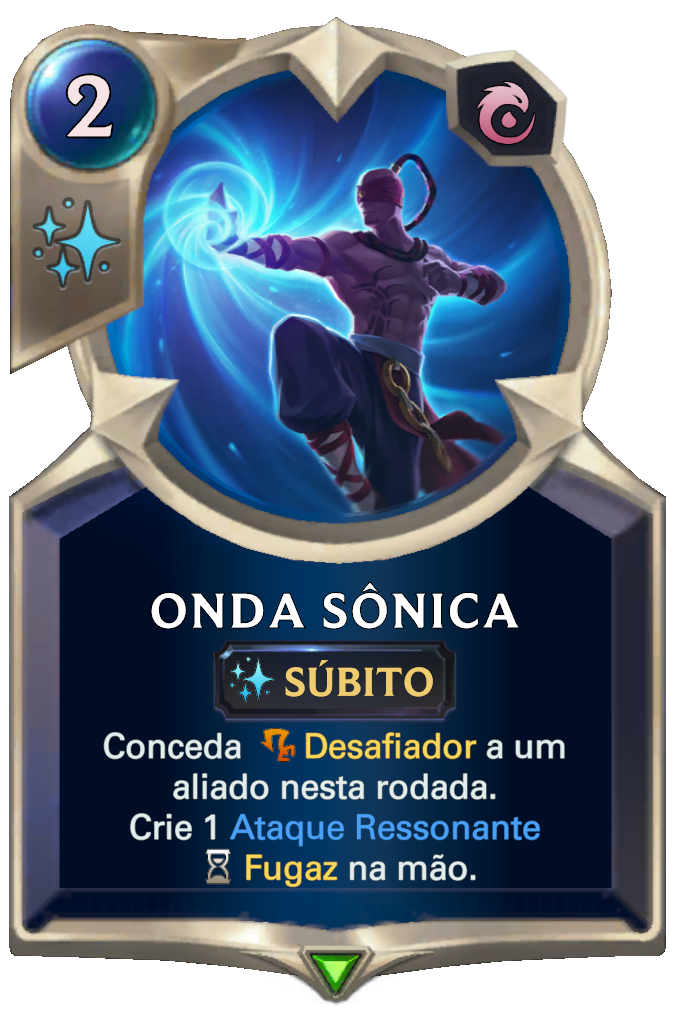 2
ONDA SÔNICA
SÚBITO
Conceda Desafiador a um
aliado nesta rodada.
Crie 1 Ataque Ressonante
Fugaz na mão.